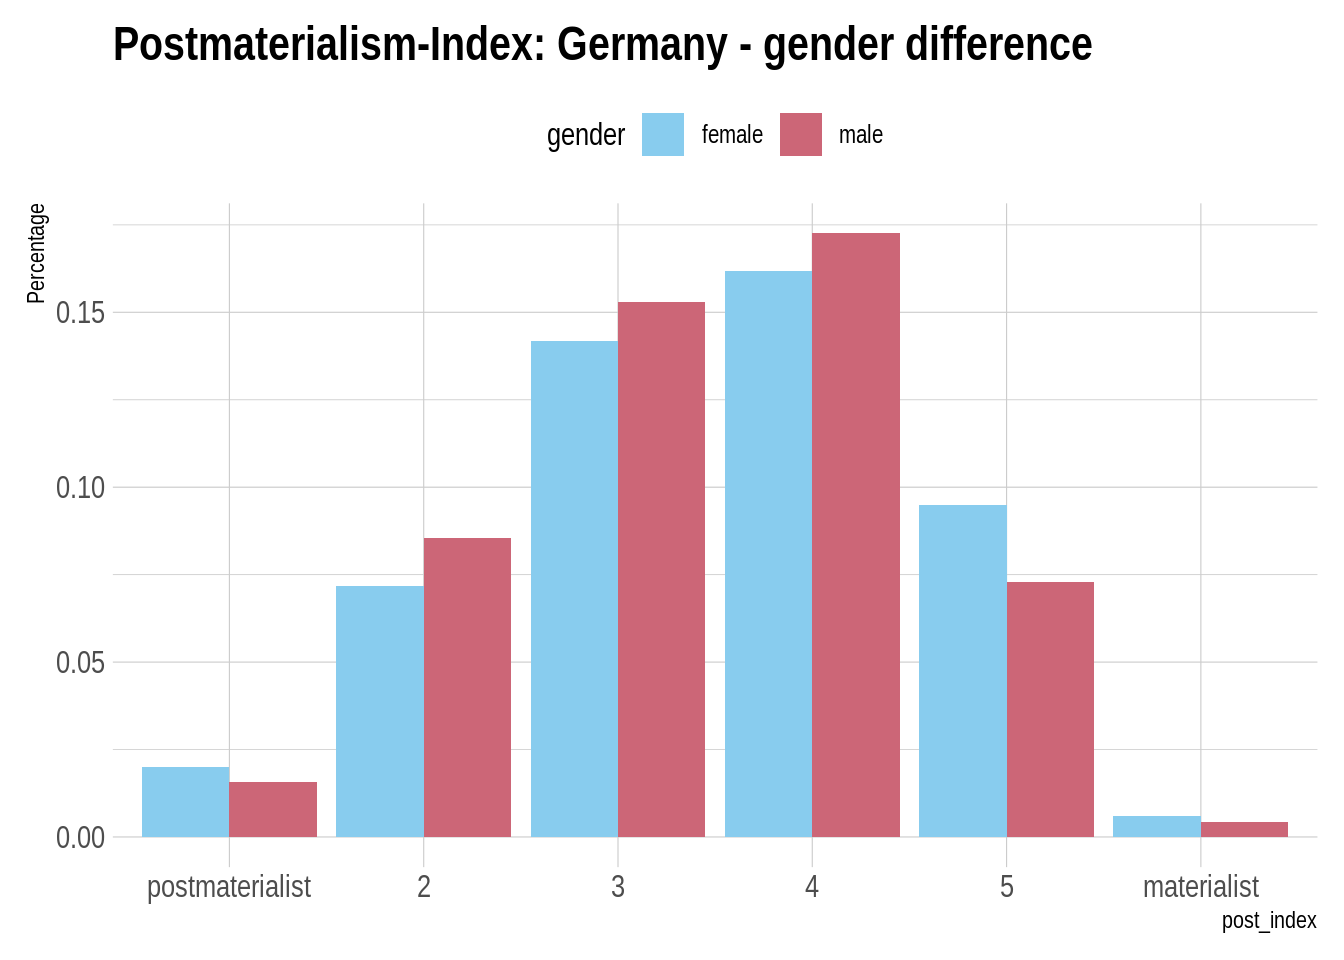 Postmaterialism-Index: Germany - gender difference
gender female male
Percentage
0.15
0.10
0.05
0.00
postmaterialist 2 3 4 5 materialist
post_index